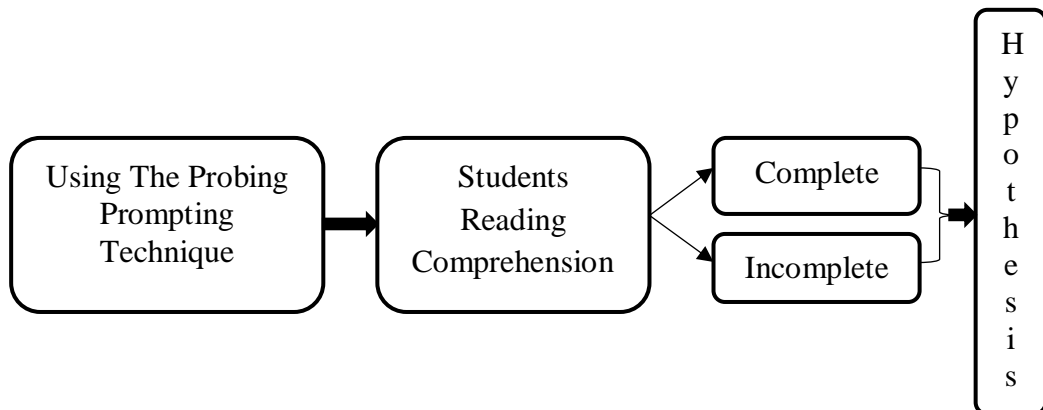 Using The Probing
Prompting
Technique
Students
Reading
Comprehension
Complete
Incomplete
H
y
p
o
t
h
e
s
i
s